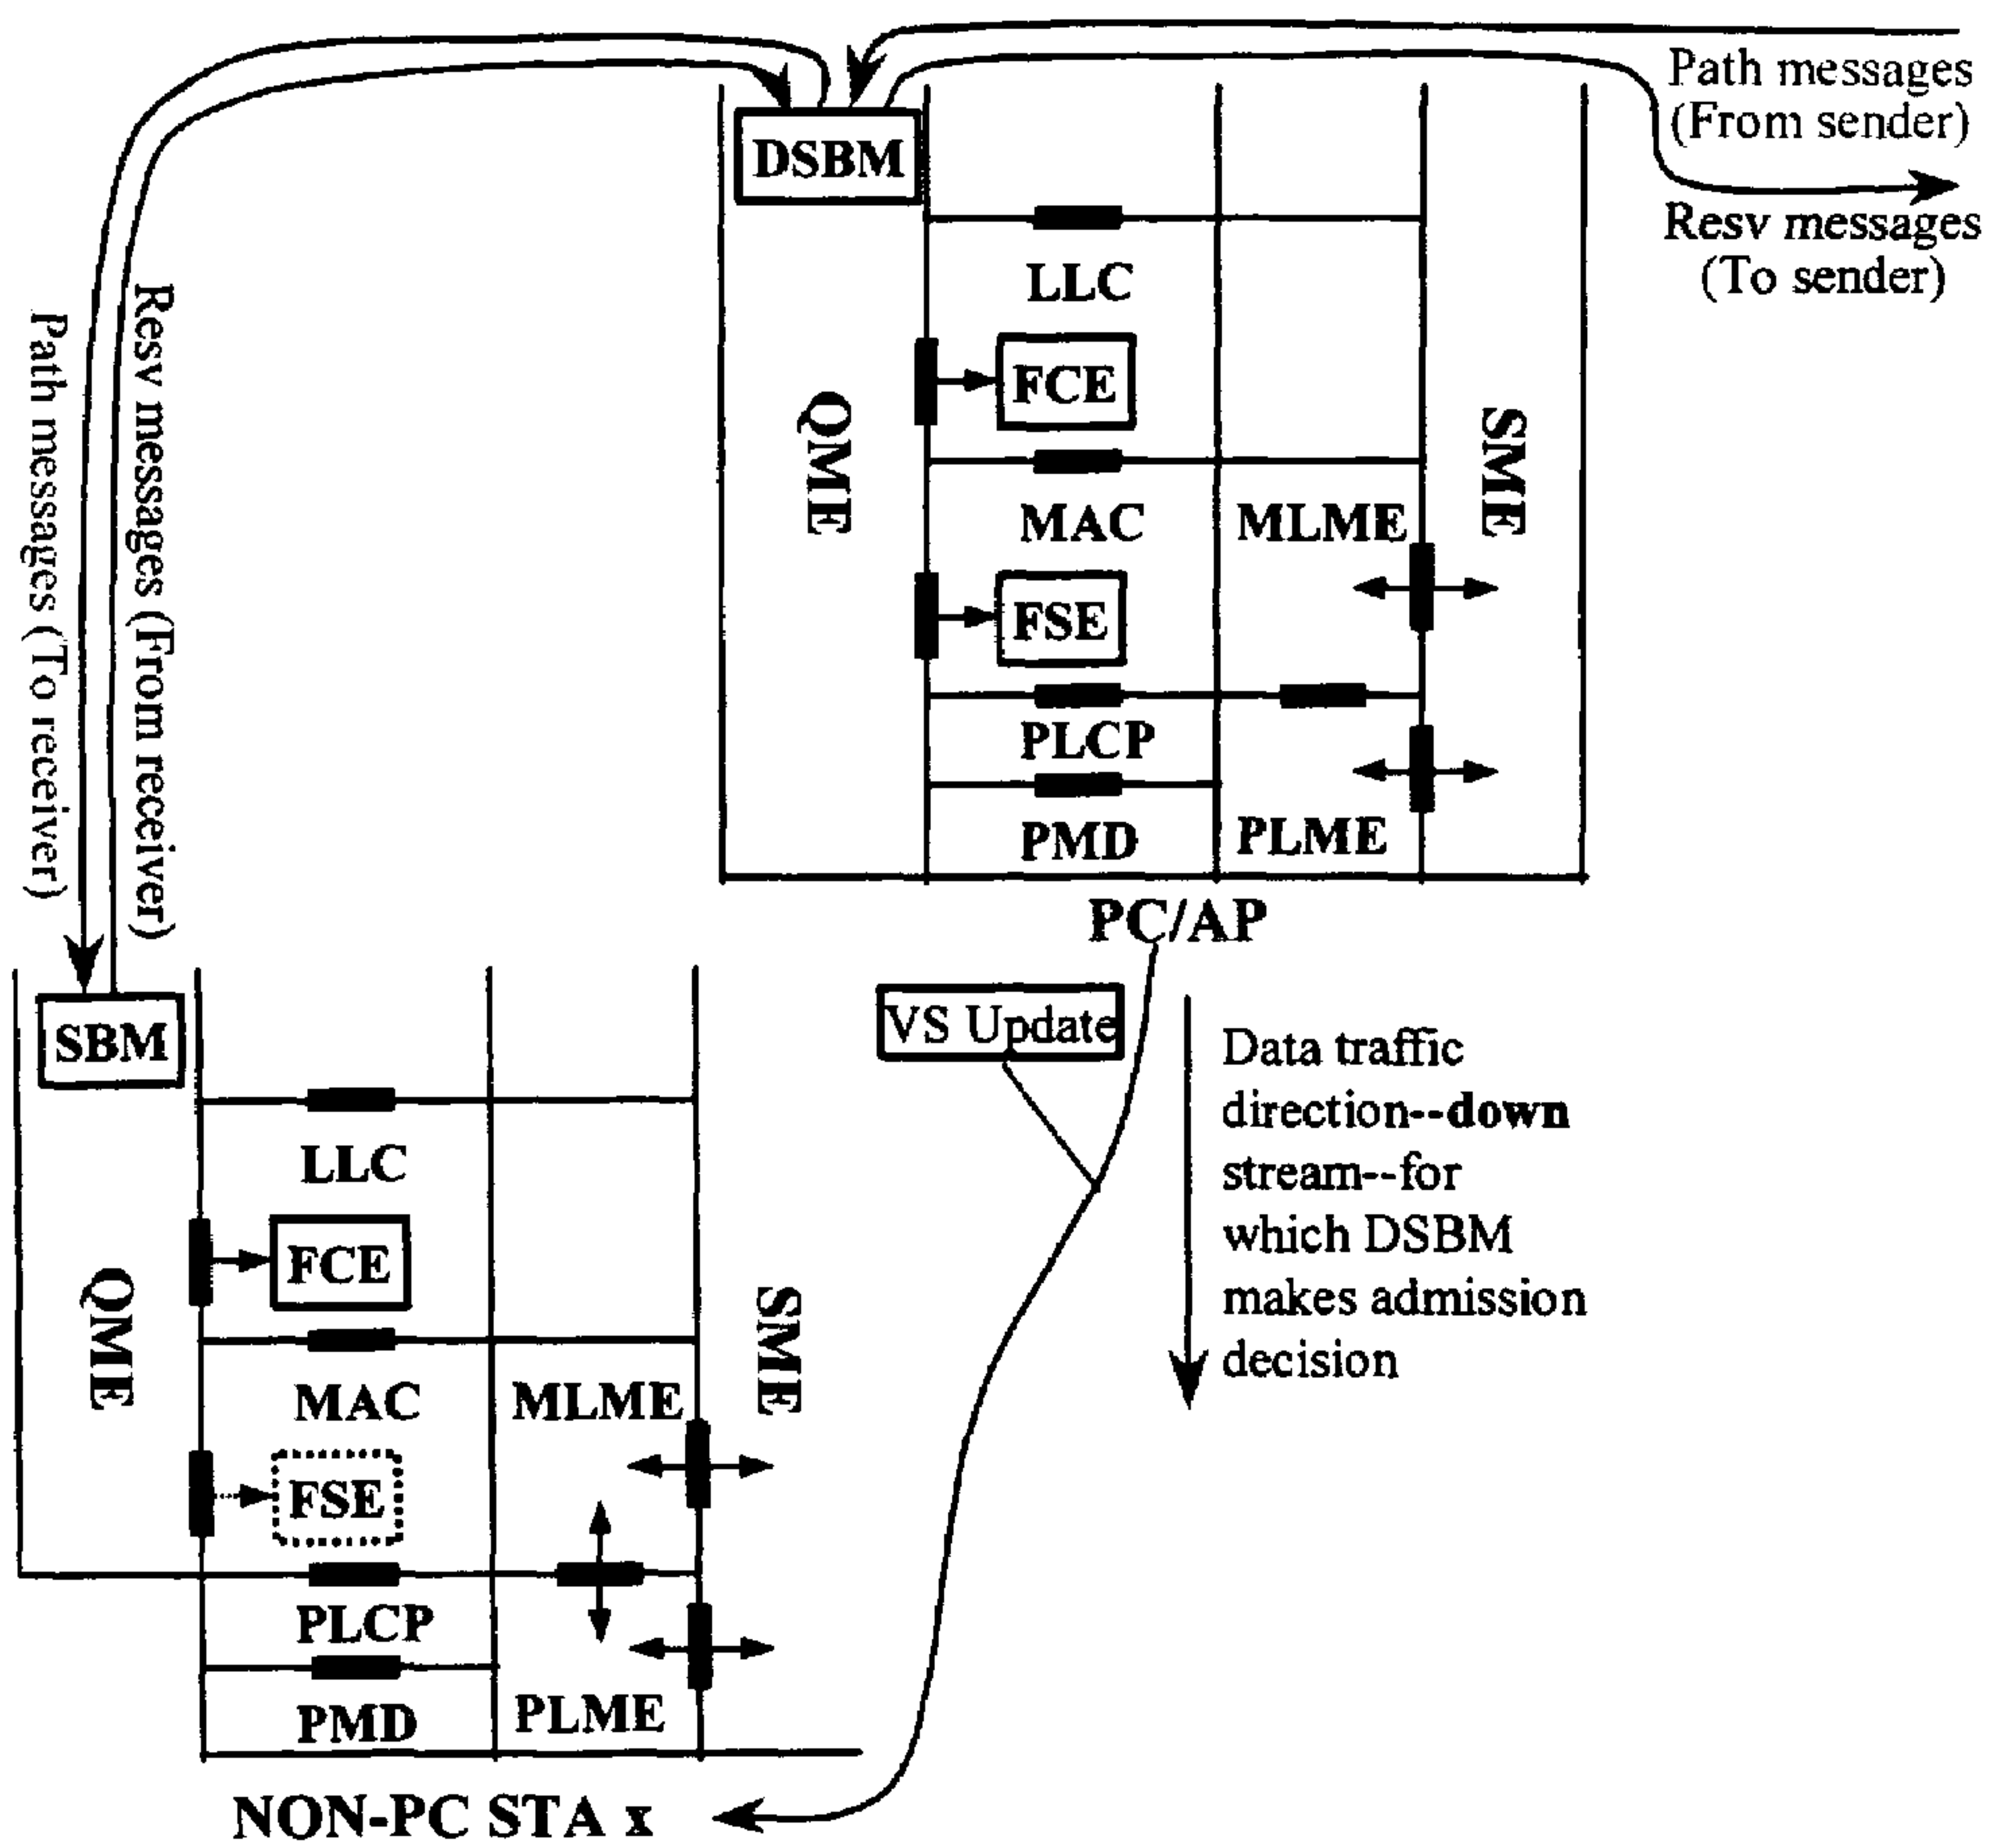 Path messages
(From sender)
Resv messages
(To sender)
DSBM
LLC
FCE
QME
SME
MAC
MLME
FSE
PLCP
PMD
PLME
PC/AP
Path messages (To receiver)
Resv messages (From receiver)
VS Update
Data traffic
direction--down
stream--for
which DSBM
makes admission
decision
SBM
LLC
FCE
QME
SME
MAC
MLME
FSE
PLCP
PMD
PLME
NON-PC STA x